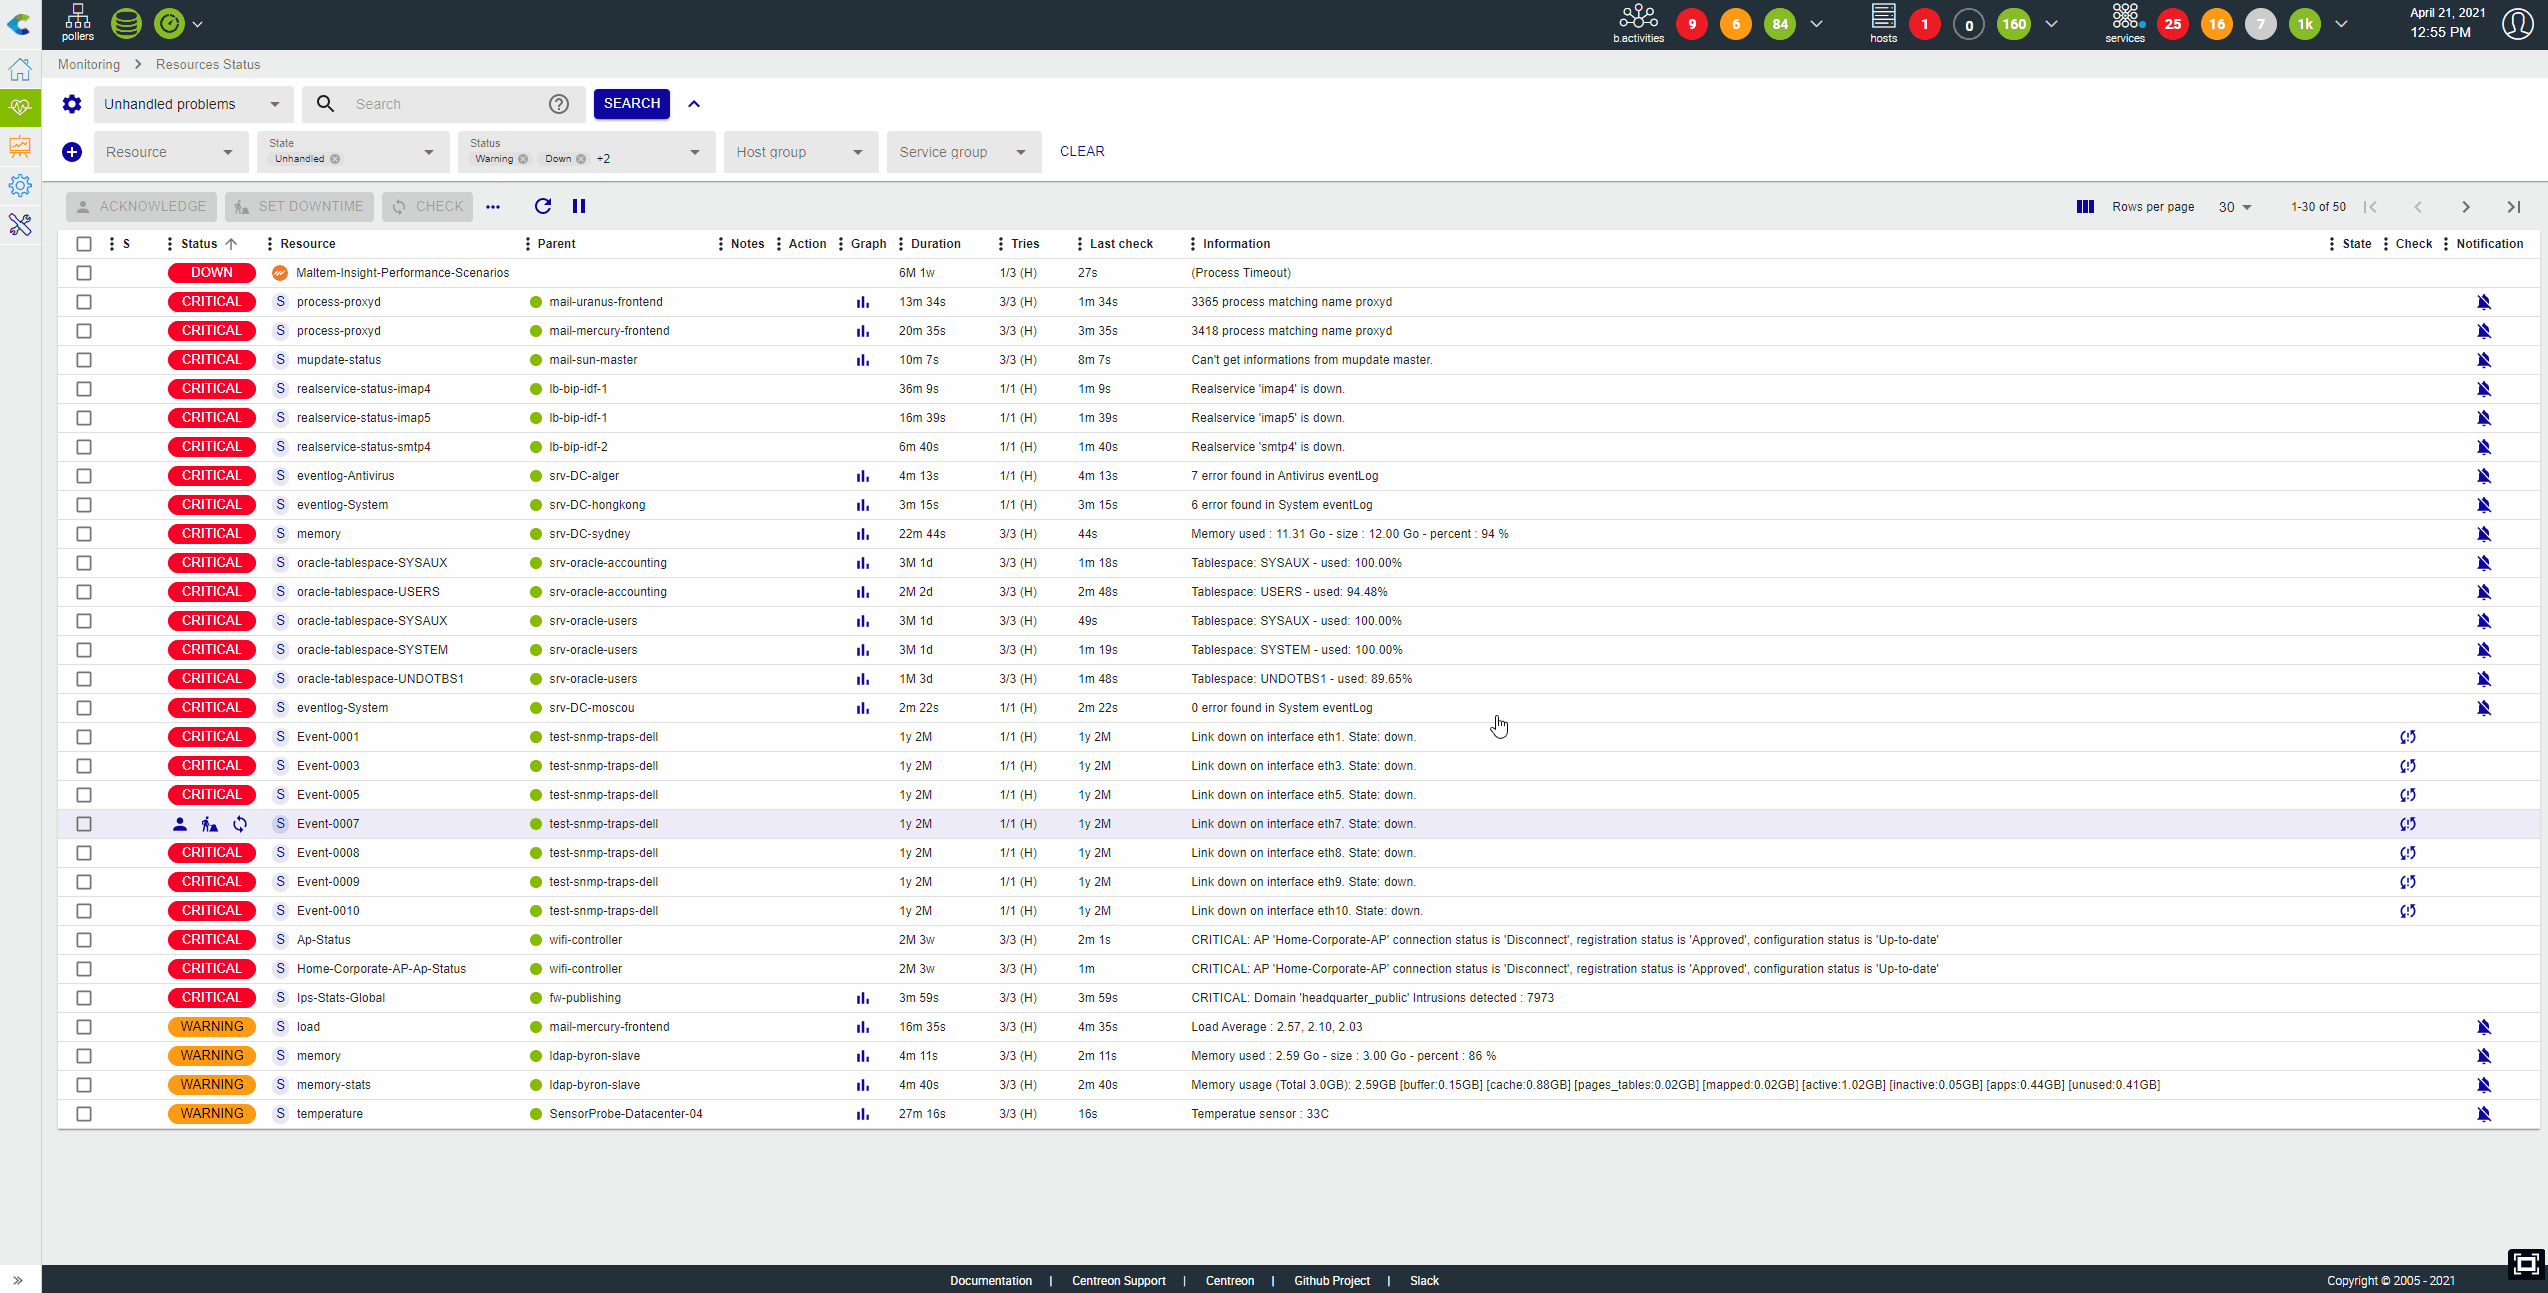 pollers b.activities 9 6 84 hosts 1 0 160 services 25 16 7 1k April 21, 2021 12:55 PM
Monitoring > Resources Status
Unhandled problems Search ? SEARCH
Resource State Unhandled Status Warning Down +2 Host group Service group CLEAR
ACKNOWLEDGE SET DOWNTIME CHECK Rows per page 30 1-30 of 50
S Status Resource Parent Notes Action Graph Duration Tries Last check Information State Check Notification
DOWN Maltem-Insight-Performance-Scenarios 6M 1w 1/3 (H) 27s (Process Timeout)
CRITICAL S process-proxyd mail-uranus-frontend 13m 34s 3/3 (H) 1m 34s 3365 process matching name proxyd
CRITICAL S process-proxyd mail-mercury-frontend 20m 35s 3/3 (H) 3m 35s 3418 process matching name proxyd
CRITICAL S mupdate-status mail-sun-master 10m 7s 3/3 (H) 8m 7s Can't get informations from mupdate master.
CRITICAL S realservice-status-imap4 lb-bip-idf-1 36m 9s 1/1 (H) 1m 9s Realservice 'imap4' is down.
CRITICAL S realservice-status-imap5 lb-bip-idf-1 16m 39s 1/1 (H) 1m 39s Realservice 'imap5' is down.
CRITICAL S realservice-status-smtp4 lb-bip-idf-2 6m 40s 1/1 (H) 1m 40s Realservice 'smtp4' is down.
CRITICAL S eventlog-Antivirus srv-DC-alger 4m 13s 1/1 (H) 4m 13s 7 error found in Antivirus eventLog
CRITICAL S eventlog-System srv-DC-hongkong 3m 15s 1/1 (H) 3m 15s 6 error found in System eventLog
CRITICAL S memory srv-DC-sydney 22m 44s 3/3 (H) 44s Memory used : 11.31 Go - size : 12.00 Go - percent : 94 %
CRITICAL S oracle-tablespace-SYSAUX srv-oracle-accounting 3M 1d 3/3 (H) 1m 18s Tablespace: SYSAUX - used: 100.00%
CRITICAL S oracle-tablespace-USERS srv-oracle-accounting 2M 2d 3/3 (H) 2m 48s Tablespace: USERS - used: 94.48%
CRITICAL S oracle-tablespace-SYSAUX srv-oracle-users 3M 1d 3/3 (H) 49s Tablespace: SYSAUX - used: 100.00%
CRITICAL S oracle-tablespace-SYSTEM srv-oracle-users 3M 1d 3/3 (H) 1m 19s Tablespace: SYSTEM - used: 100.00%
CRITICAL S oracle-tablespace-UNDOTBS1 srv-oracle-users 1M 3d 3/3 (H) 1m 48s Tablespace: UNDOTBS1 - used: 89.65%
CRITICAL S eventlog-System srv-DC-moscou 2m 22s 1/1 (H) 2m 22s 0 error found in System eventLog
CRITICAL S Event-0001 test-snmp-traps-dell 1y 2M 1/1 (H) 1y 2M Link down on interface eth1. State: down.
CRITICAL S Event-0003 test-snmp-traps-dell 1y 2M 1/1 (H) 1y 2M Link down on interface eth3. State: down.
CRITICAL S Event-0005 test-snmp-traps-dell 1y 2M 1/1 (H) 1y 2M Link down on interface eth5. State: down.
S Event-0007 test-snmp-traps-dell 1y 2M 1/1 (H) 1y 2M Link down on interface eth7. State: down.
CRITICAL S Event-0008 test-snmp-traps-dell 1y 2M 1/1 (H) 1y 2M Link down on interface eth8. State: down.
CRITICAL S Event-0009 test-snmp-traps-dell 1y 2M 1/1 (H) 1y 2M Link down on interface eth9. State: down.
CRITICAL S Event-0010 test-snmp-traps-dell 1y 2M 1/1 (H) 1y 2M Link down on interface eth10. State: down.
CRITICAL S Ap-Status wifi-controller 2M 3w 3/3 (H) 2m 1s CRITICAL: AP 'Home-Corporate-AP' connection status is 'Disconnect', registration status is 'Approved', configuration status is 'Up-to-date'
CRITICAL S Home-Corporate-AP-Ap-Status wifi-controller 2M 3w 3/3 (H) 1m CRITICAL: AP 'Home-Corporate-AP' connection status is 'Disconnect', registration status is 'Approved', configuration status is 'Up-to-date'
CRITICAL S Ips-Stats-Global fw-publishing 3m 59s 3/3 (H) 3m 59s CRITICAL: Domain 'headquarter_public' Intrusions detected : 7973
WARNING S load mail-mercury-frontend 16m 35s 3/3 (H) 4m 35s Load Average : 2.57, 2.10, 2.03
WARNING S memory ldap-byron-slave 4m 11s 3/3 (H) 2m 11s Memory used : 2.59 Go - size : 3.00 Go - percent : 86 %
WARNING S memory-stats ldap-byron-slave 4m 40s 3/3 (H) 2m 40s Memory usage (Total 3.0GB): 2.59GB [buffer:0.15GB] [cache:0.88GB] [pages_tables:0.02GB] [mapped:0.02GB] [active:1.02GB] [inactive:0.05GB] [apps:0.44GB] [unused:0.41GB]
WARNING S temperature SensorProbe-Datacenter-04 27m 16s 3/3 (H) 16s Temperatue sensor : 33C
Documentation | Centreon Support | Centreon | Github Project | Slack Copyright © 2005 - 2021